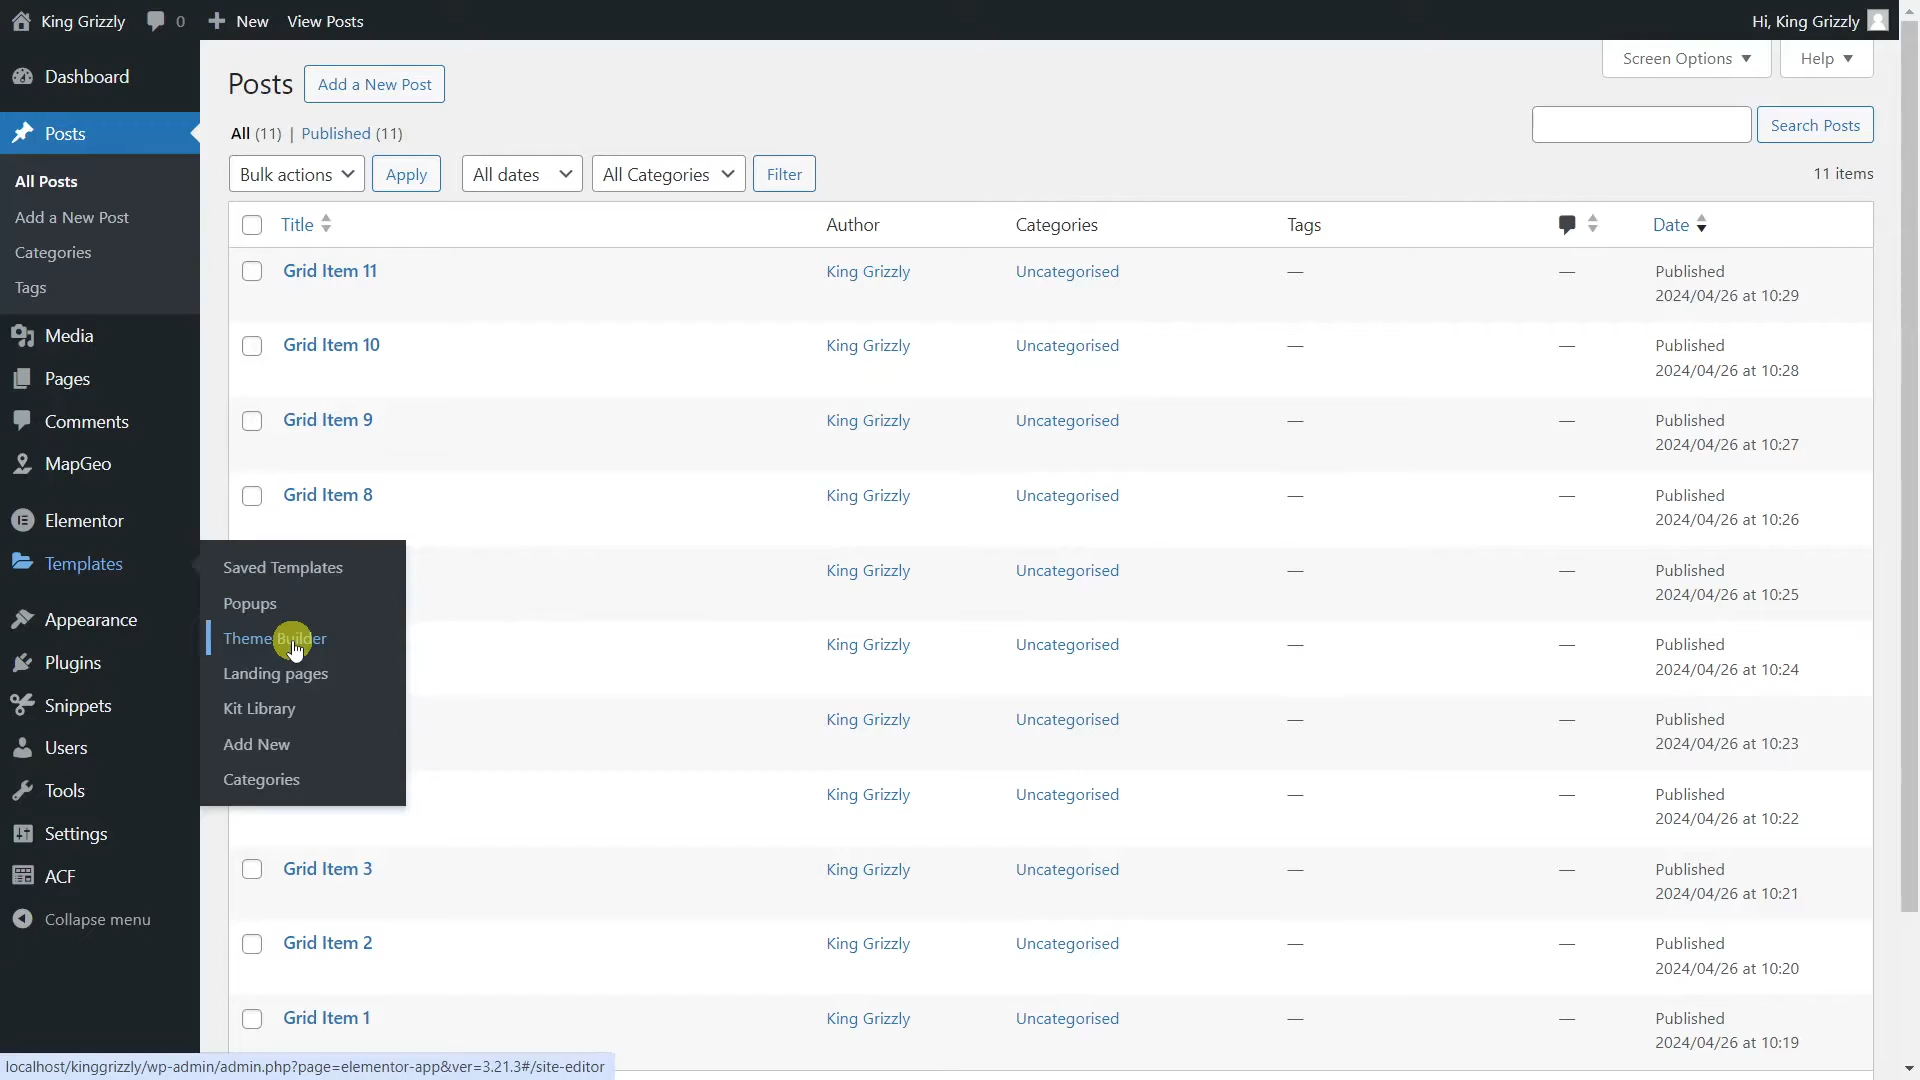 King Grizzly 0 New View Posts Hi, King Grizzly
Dashboard
Posts
All Posts
Add a New Post
Categories
Tags
Media
Pages
Comments
MapGeo
Elementor
Templates
Appearance
Plugins
Snippets
Users
Tools
Settings
ACF
Collapse menu
Saved Templates
Popups
Theme Builder
Landing pages
Kit Library
Add New
Categories
Screen Options Help
Posts Add a New Post
All (11) | Published (11)
Search Posts
Bulk actions Apply All dates All Categories Filter 11 items
Title Author Categories Tags Date
Grid Item 11 King Grizzly Uncategorised — — Published
2024/04/26 at 10:29
Grid Item 10 King Grizzly Uncategorised — — Published
2024/04/26 at 10:28
Grid Item 9 King Grizzly Uncategorised — — Published
2024/04/26 at 10:27
Grid Item 8 King Grizzly Uncategorised — — Published
2024/04/26 at 10:26
King Grizzly Uncategorised — — Published
2024/04/26 at 10:25
King Grizzly Uncategorised — — Published
2024/04/26 at 10:24
King Grizzly Uncategorised — — Published
2024/04/26 at 10:23
King Grizzly Uncategorised — — Published
2024/04/26 at 10:22
Grid Item 3 King Grizzly Uncategorised — — Published
2024/04/26 at 10:21
Grid Item 2 King Grizzly Uncategorised — — Published
2024/04/26 at 10:20
Grid Item 1 King Grizzly Uncategorised — — Published
2024/04/26 at 10:19
localhost/kinggrizzly/wp-admin/admin.php?page=elementor-app&ver=3.21.3#/site-editor